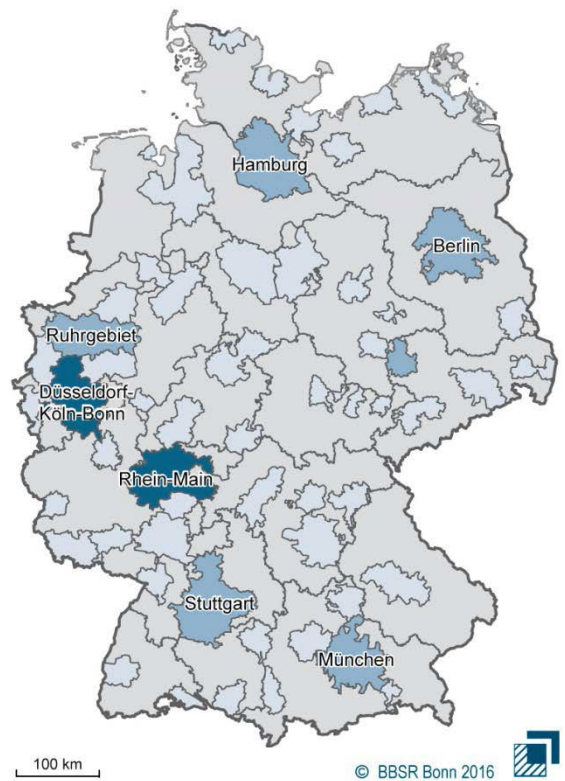 Hamburg
Berlin
Ruhrgebiet
Düsseldorf-
Köln-Bonn
Rhein-Main
Stuttgart
München
100 km
© BBSR Bonn 2016